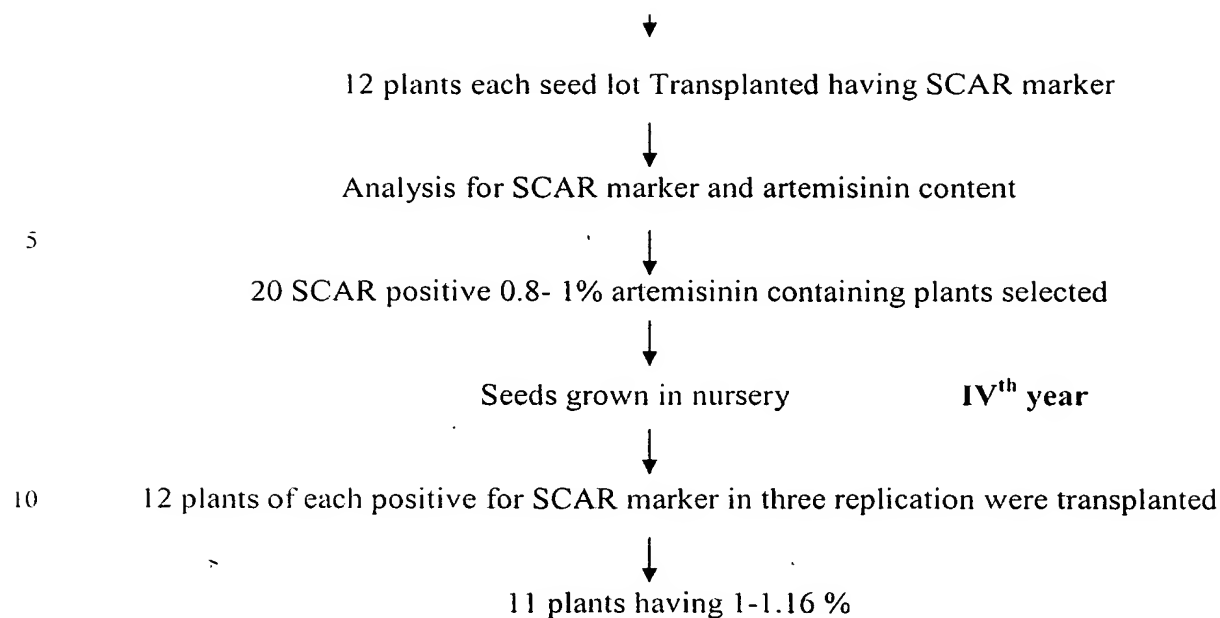 12 plants each seed lot Transplanted having SCAR marker
Analysis for SCAR marker and artemisinin content
5
20 SCAR positive 0.8- 1% artemisinin containing plants selected
Seeds grown in nursery IVth year
10 12 plants of each positive for SCAR marker in three replication were transplanted
11 plants having 1-1.16 %